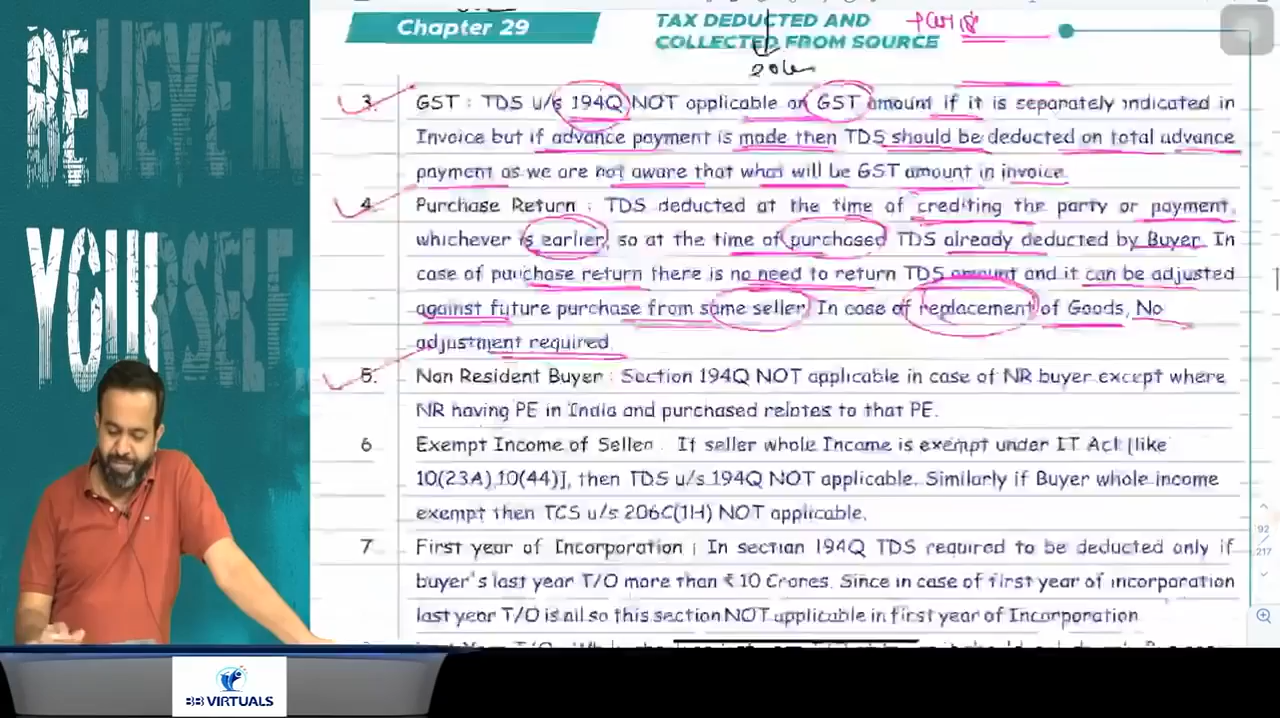 BELIEVE IN
YOURSELF.
Chapter 29
TAX DEDUCTED AND
COLLECTED FROM SOURCE
3. GST : TDS u/s 194Q NOT applicable on GST amount if it is separately indicated in
Invoice but if advance payment is made then TDS should be deducted on total advance
payment as we are not aware that what will be GST amount in invoice.
4. Purchase Return : TDS deducted at the time of crediting the party or payment,
whichever is earlier, so at the time of purchased TDS already deducted by Buyer. In
case of purchase return there is no need to return TDS amount and it can be adjusted
against future purchase from same seller. In case of replacement of Goods, No
adjustment required.
5. Non Resident Buyer : Section 194Q NOT applicable in case of NR buyer except where
NR having PE in India and purchased relates to that PE.
6 Exempt Income of Seller : If seller whole Income is exempt under IT Act [like
10(23A),10(44)], then TDS u/s 194Q NOT applicable. Similarly if Buyer whole income
exempt then TCS u/s 206C(1H) NOT applicable.
7 First year of Incorporation : In section 194Q TDS required to be deducted only if
buyer's last year T/O more than ₹ 10 Crores. Since in case of first year of incorporation
last year T/O is nil so this section NOT applicable in first year of Incorporation
92
217
BB VIRTUALS